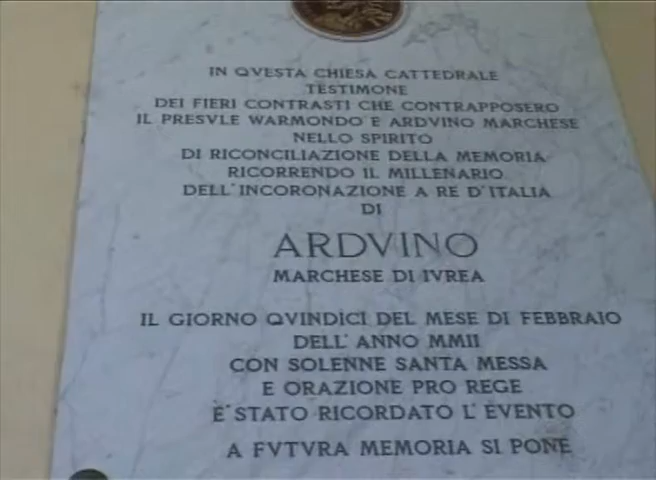 IN QVESTA CHIESA CATTEDRALE
TESTIMONE
DEI FIERI CONTRASTI CHE CONTRAPPOSERO
IL PRESVLE WARMONDO E ARDVINO MARCHESE
NELLO SPIRITO
DI RICONCILIAZIONE DELLA MEMORIA
RICORRENDO IL MILLENARIO
DELL'INCORONAZIONE A RE D'ITALIA
DI
ARDVINO
MARCHESE DI IVREA
IL GIORNO QVINDICI DEL MESE DI FEBBRAIO
DELL' ANNO MMII
CON SOLENNE SANTA MESSA
E ORAZIONE PRO REGE
E' STATO RICORDATO L' EVENTO
A FVTVRA MEMORIA SI PONE